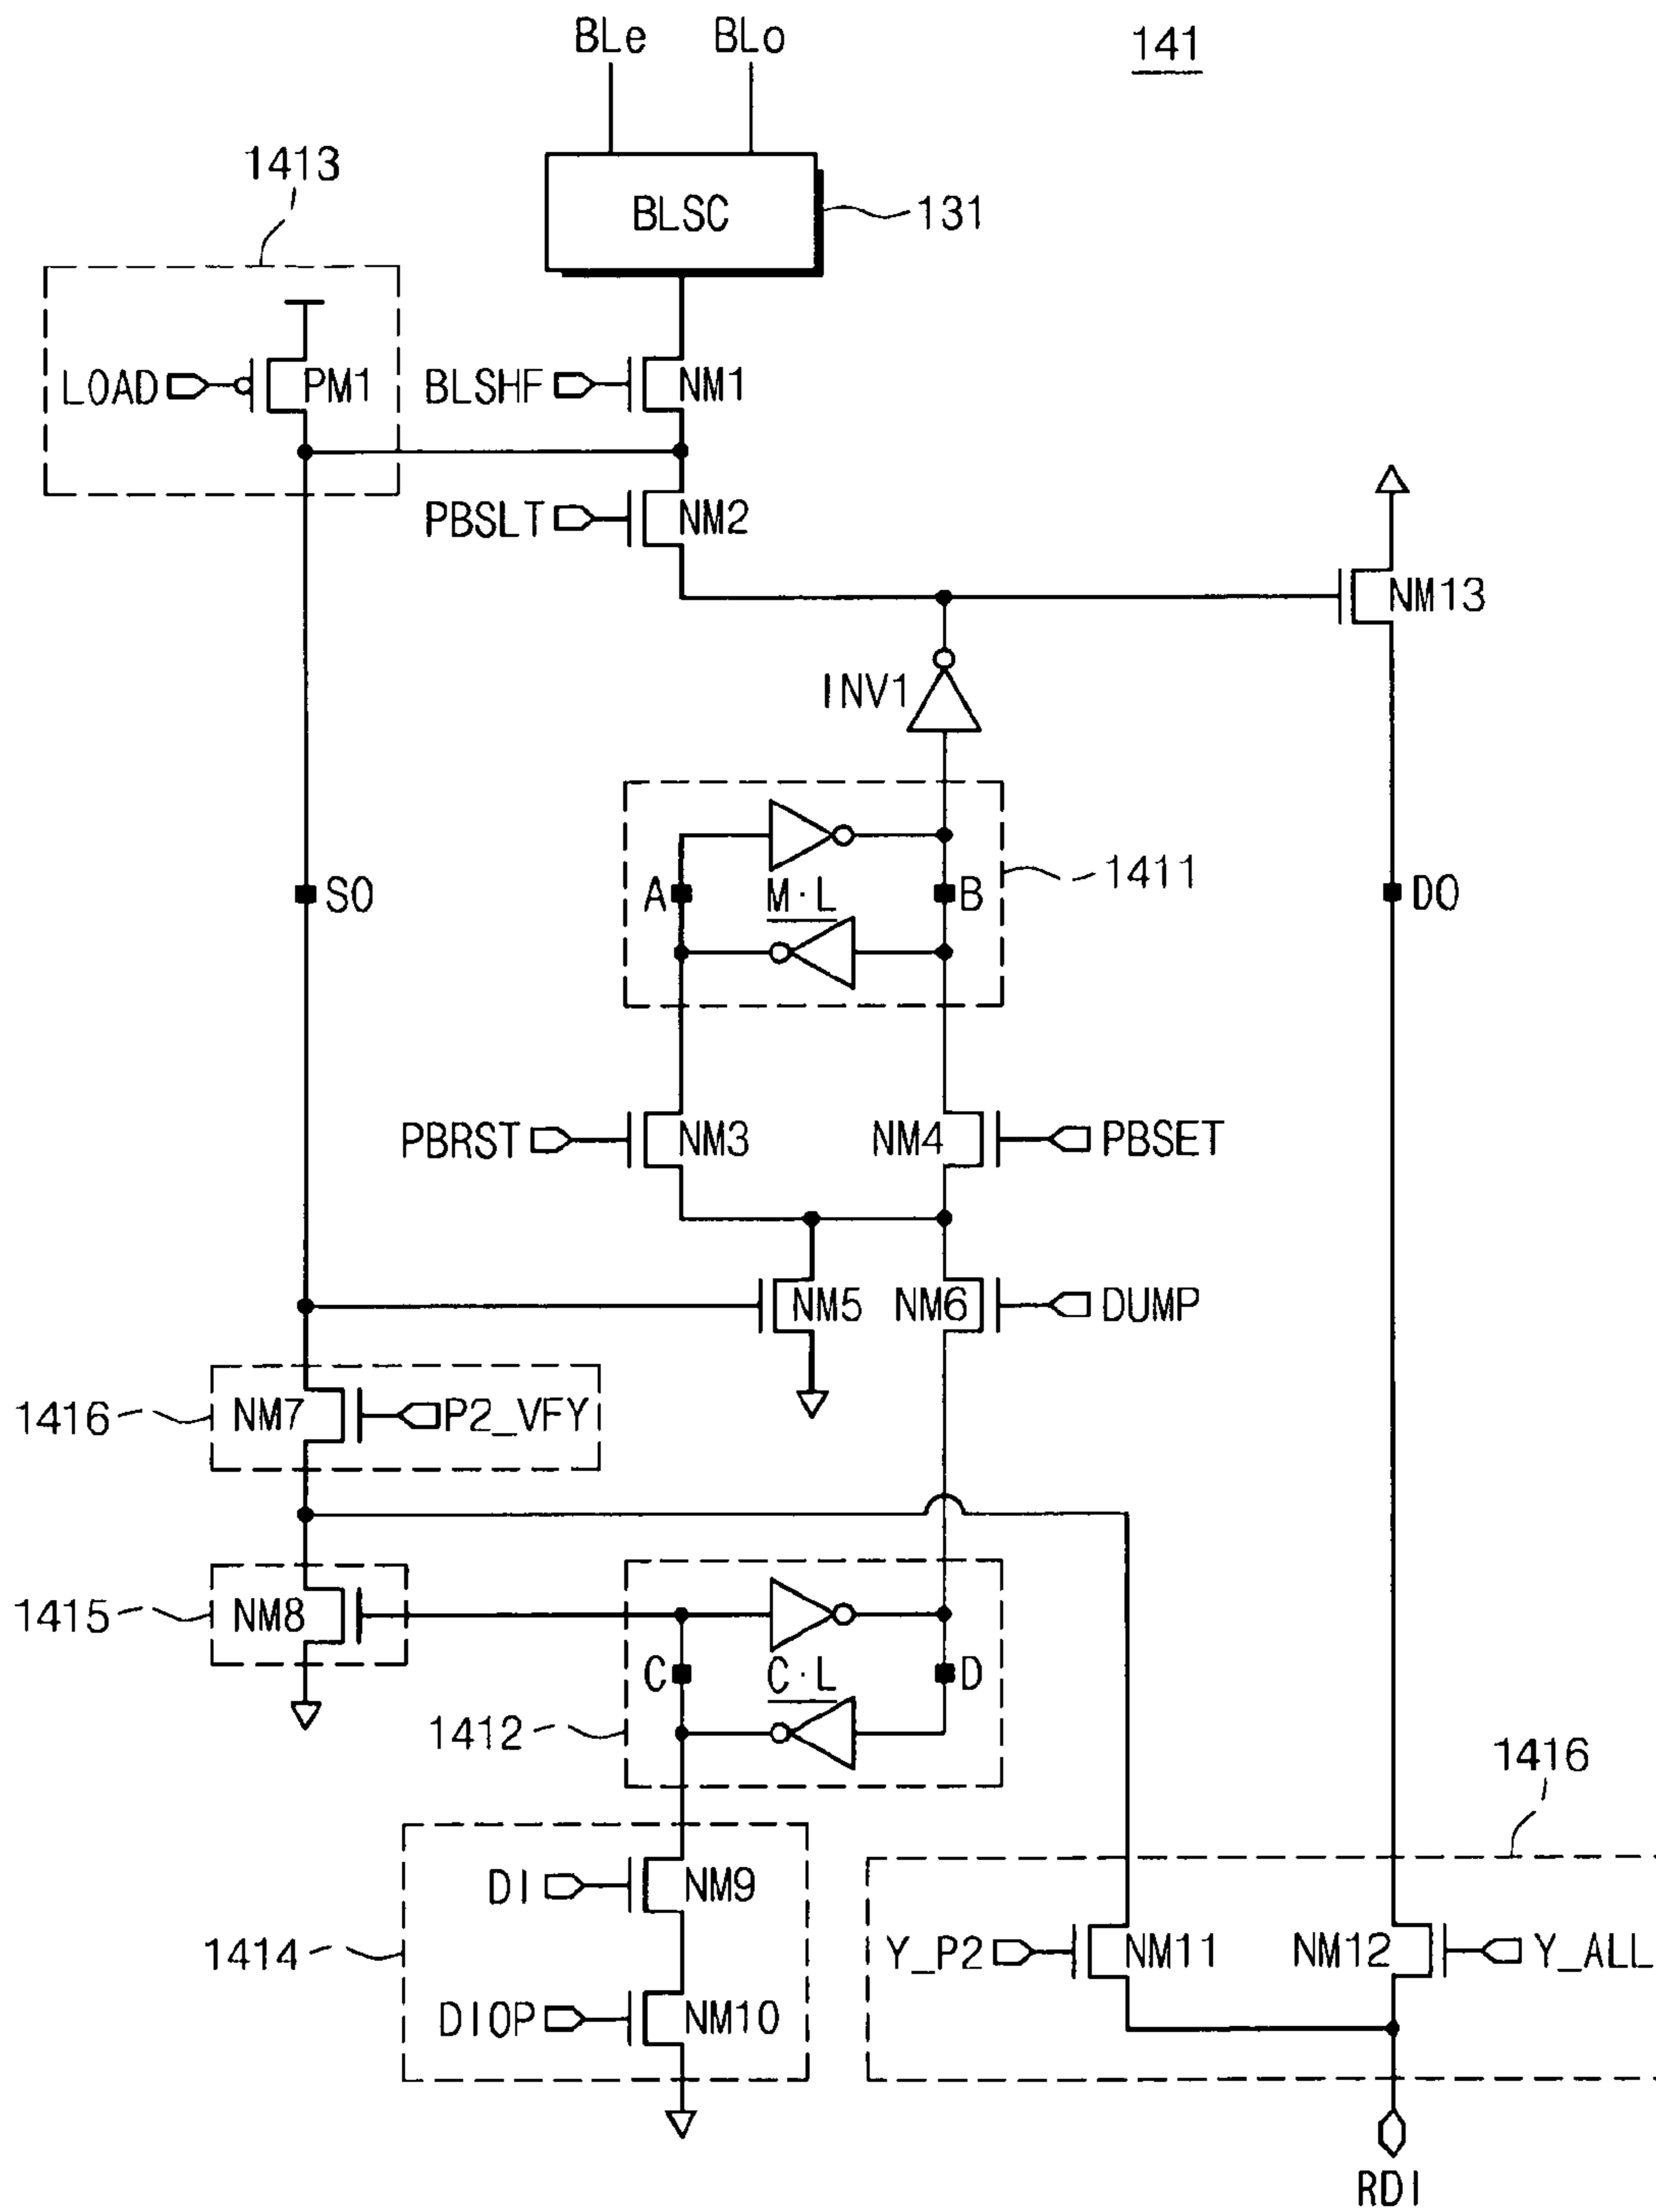 BLe BLo
141
1413
BLSC
131
LOAD
PM1
BLSHF
NM1
PBSLT
NM2
NM13
INV1
A
M·L
B
1411
SO
DO
PBRST
NM3
NM4
PBSET
NM5
NM6
DUMP
1416
NM7
P2_VFY
1415
NM8
C
C·L
D
1412
1416
DI
NM9
1414
Y_P2
NM11
NM12
Y_ALL
DIOP
NM10
RDI